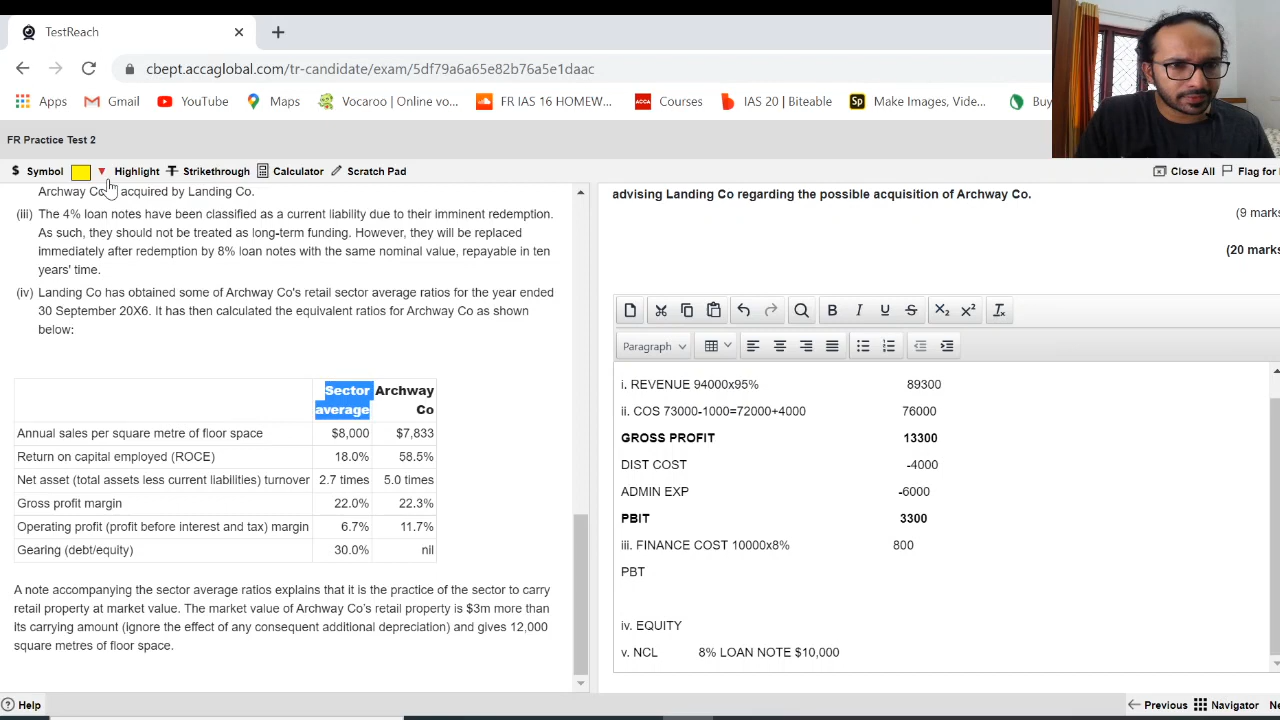 TestReach
cbept.accaglobal.com/tr-candidate/exam/5df79a6a65e82b76a5e1daac
Apps Gmail YouTube Maps Vocaroo | Online vo... FR IAS 16 HOMEW... Courses IAS 20 | Biteable Make Images, Vide... Buy
FR Practice Test 2
$ Symbol Highlight Strikethrough Calculator Scratch Pad Close All Flag for
Archway Co acquired by Landing Co.
(iii) The 4% loan notes have been classified as a current liability due to their imminent redemption.
As such, they should not be treated as long-term funding. However, they will be replaced
immediately after redemption by 8% loan notes with the same nominal value, repayable in ten
years' time.
(iv) Landing Co has obtained some of Archway Co's retail sector average ratios for the year ended
30 September 20X6. It has then calculated the equivalent ratios for Archway Co as shown
below:
Sector average Archway Co
Annual sales per square metre of floor space $8,000 $7,833
Return on capital employed (ROCE) 18.0% 58.5%
Net asset (total assets less current liabilities) turnover 2.7 times 5.0 times
Gross profit margin 22.0% 22.3%
Operating profit (profit before interest and tax) margin 6.7% 11.7%
Gearing (debt/equity) 30.0% nil
A note accompanying the sector average ratios explains that it is the practice of the sector to carry
retail property at market value. The market value of Archway Co's retail property is $3m more than
its carrying amount (ignore the effect of any consequent additional depreciation) and gives 12,000
square metres of floor space.
advising Landing Co regarding the possible acquisition of Archway Co.
(9 marks
(20 marks
Paragraph
i. REVENUE 94000x95% 89300
ii. COS 73000-1000=72000+4000 76000
GROSS PROFIT 13300
DIST COST -4000
ADMIN EXP -6000
PBIT 3300
iii. FINANCE COST 10000x8% 800
PBT
iv. EQUITY
v. NCL 8% LOAN NOTE $10,000
Help Previous Navigator Ne